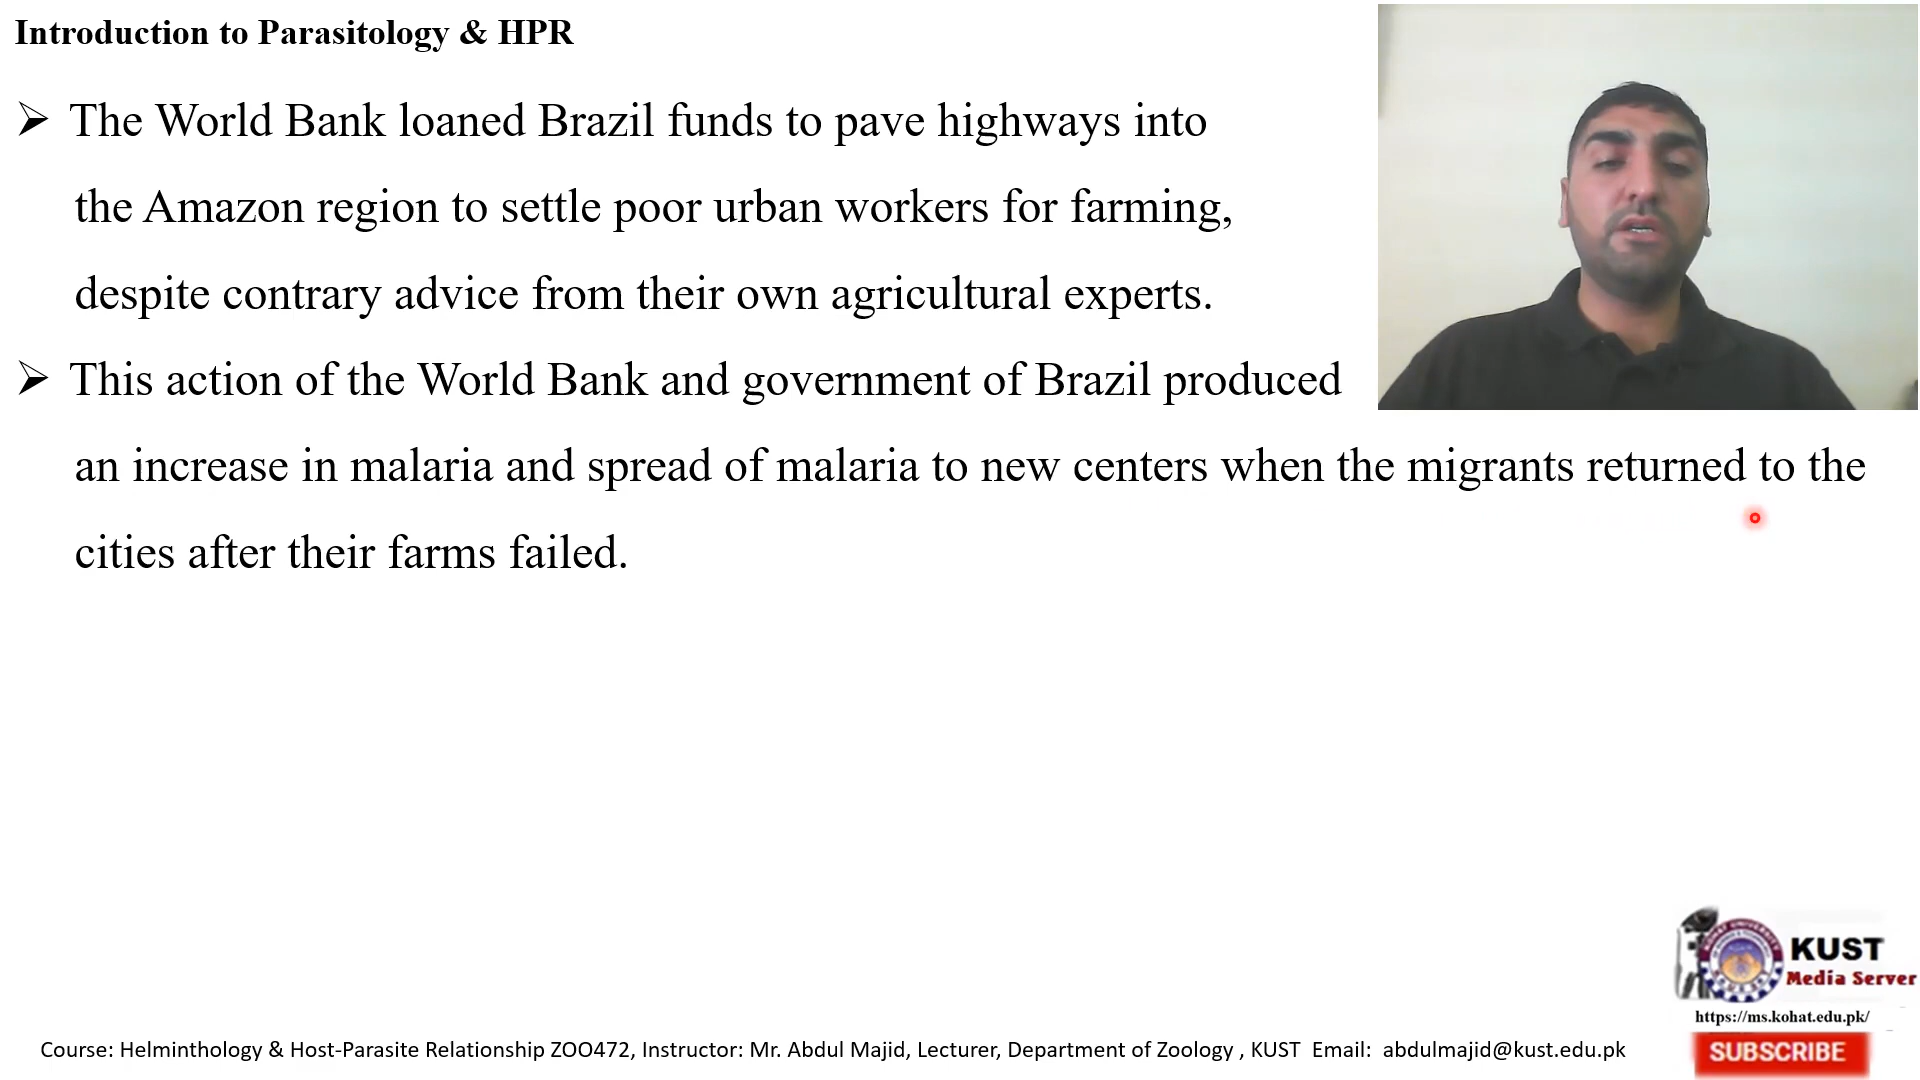 Introduction to Parasitology & HPR
➢ The World Bank loaned Brazil funds to pave highways into
the Amazon region to settle poor urban workers for farming,
despite contrary advice from their own agricultural experts.
➢ This action of the World Bank and government of Brazil produced
an increase in malaria and spread of malaria to new centers when the migrants returned to the
cities after their farms failed.
KUST
Media Server
https://ms.kohat.edu.pk/
SUBSCRIBE
Course: Helminthology & Host-Parasite Relationship ZOO472, Instructor: Mr. Abdul Majid, Lecturer, Department of Zoology , KUST Email: abdulmajid@kust.edu.pk